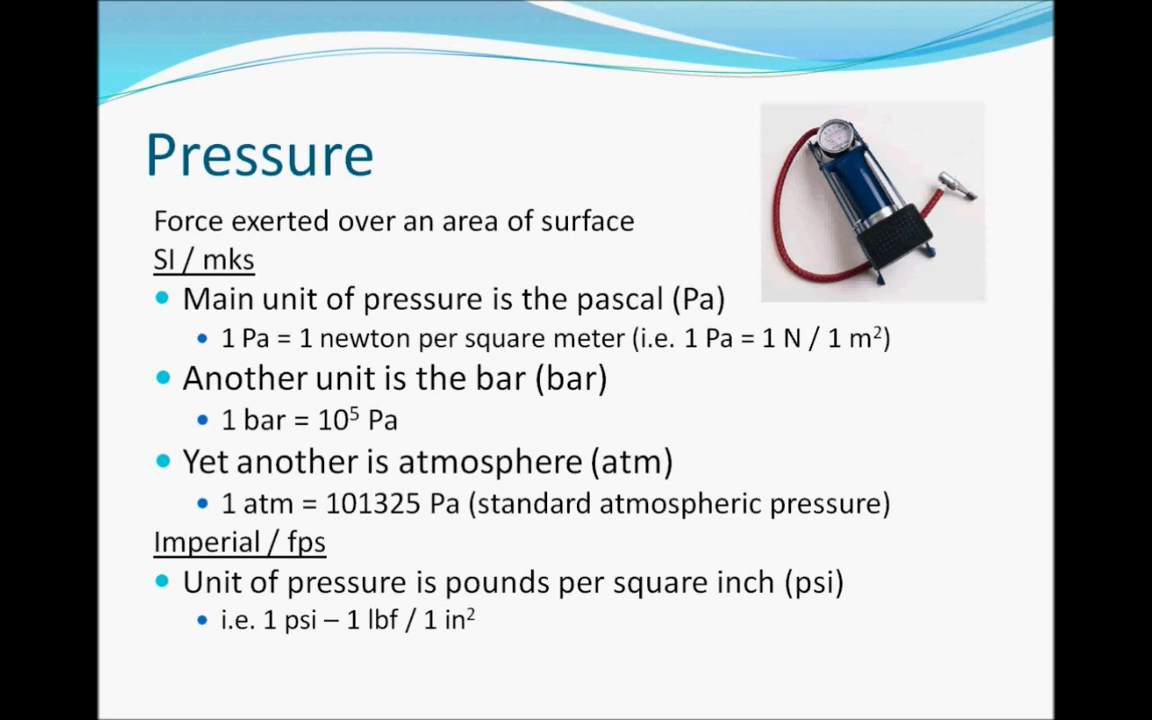 Pressure
Force exerted over an area of surface
SI / mks
• Main unit of pressure is the pascal (Pa)
• 1 Pa = 1 newton per square meter (i.e. 1 Pa = 1 N / 1 m²)
• Another unit is the bar (bar)
• 1 bar = 10⁵ Pa
• Yet another is atmosphere (atm)
• 1 atm = 101325 Pa (standard atmospheric pressure)
Imperial / fps
• Unit of pressure is pounds per square inch (psi)
• i.e. 1 psi – 1 lbf / 1 in²